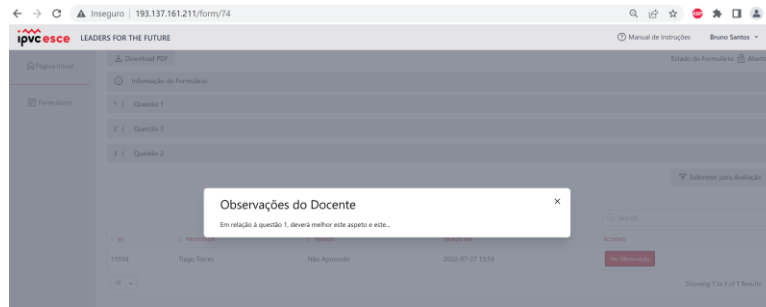 Inseguro | 193.137.161.211/form/74
ipvc esce LEADERS FOR THE FUTURE
Manual de Instruções Bruno Santos
Página Inicial
Download PDF
Estado do Formulário: Aberto
Informação do Formulário
Formulários
1 | Questão 1
2 | Questão 3
3 | Questão 2
Submeter para Avaliação
Observações do Docente
Em relação à questão 1, deverá melhor este aspeto e este...
Search...
ID
ESTADO
ACTIONS
11934 Tiago Torres Não Aprovado 2022-07-27 13:59 Ver Observação
10
Showing 1 to 1 of 1 Results